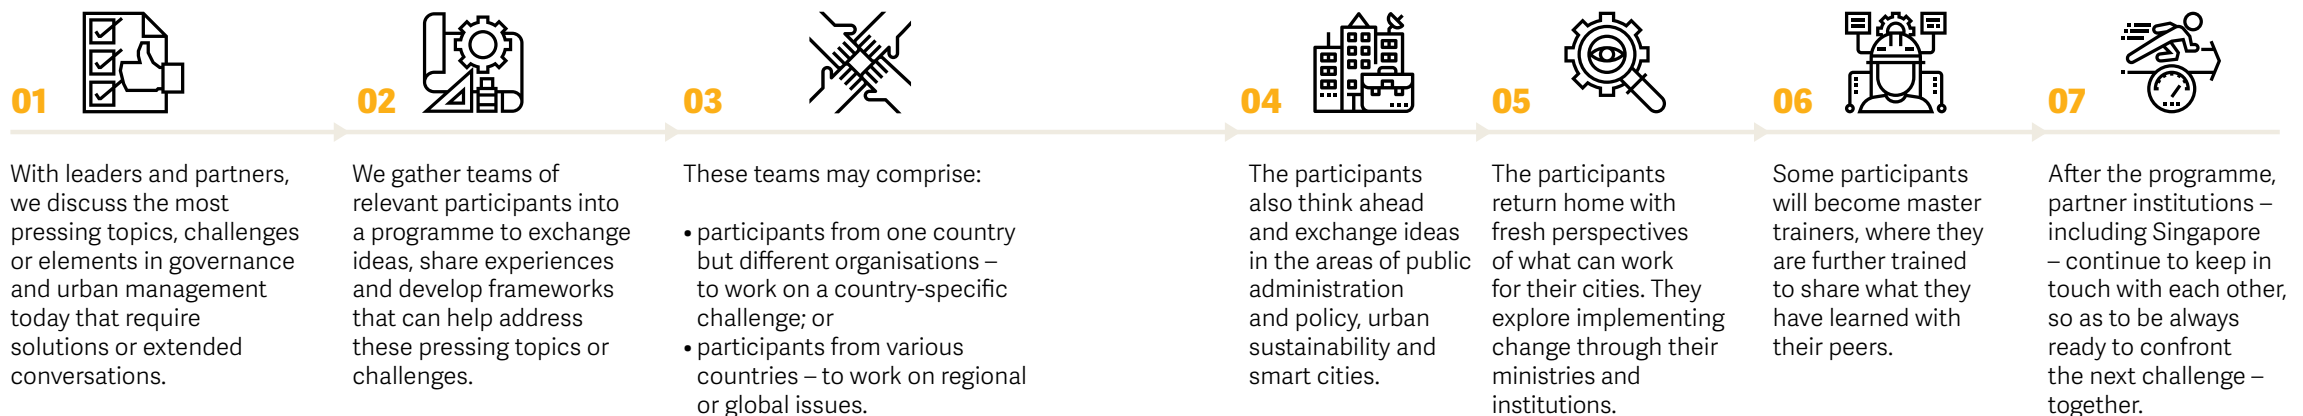 01
With leaders and partners,
we discuss the most
pressing topics, challenges
or elements in governance
and urban management
today that require
solutions or extended
conversations.
02
We gather teams of
relevant participants into
a programme to exchange
ideas, share experiences
and develop frameworks
that can help address
these pressing topics or
challenges.
03
These teams may comprise:
• participants from one country
but different organisations –
to work on a country-specific
challenge; or
• participants from various
countries – to work on regional
or global issues.
04
The participants
also think ahead
and exchange ideas
in the areas of public
administration
and policy, urban
sustainability and
smart cities.
05
The participants
return home with
fresh perspectives
of what can work
for their cities. They
explore implementing
change through their
ministries and
institutions.
06
Some participants
will become master
trainers, where they
are further trained
to share what they
have learned with
their peers.
07
After the programme,
partner institutions –
including Singapore
– continue to keep in
touch with each other,
so as to be always
ready to confront
the next challenge –
together.